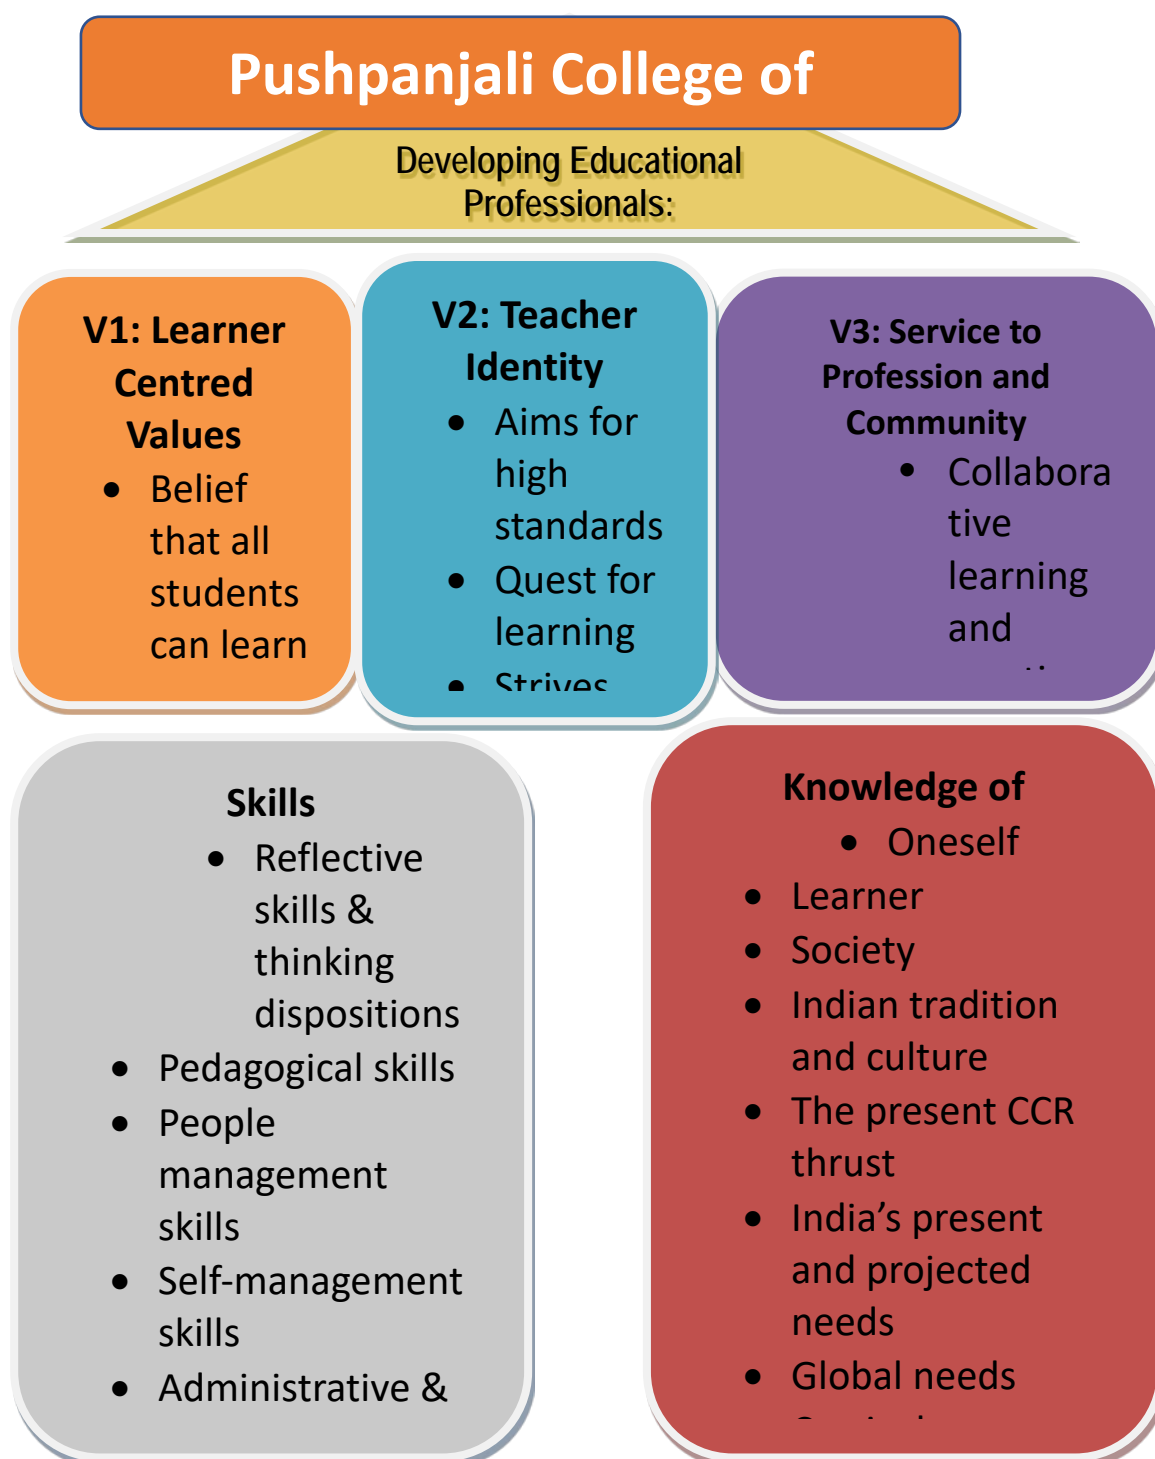 Pushpanjali College of
Developing Educational
Professionals:
V1: Learner
Centred
Values
• Belief
that all
students
can learn
V2: Teacher
Identity
• Aims for
high
standards
• Quest for
learning
• Strives
V3: Service to
Profession and
Community
• Collabora
tive
learning
and
Skills
• Reflective
skills &
thinking
dispositions
• Pedagogical skills
• People
management
skills
• Self-management
skills
• Administrative &
Knowledge of
• Oneself
• Learner
• Society
• Indian tradition
and culture
• The present CCR
thrust
• India’s present
and projected
needs
• Global needs